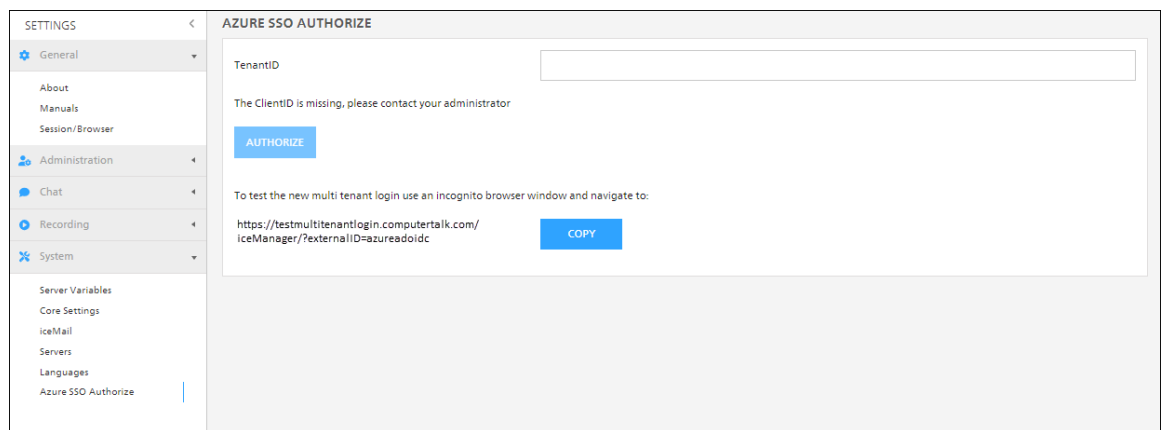 SETTINGS
General
About
Manuals
Session/Browser
Administration
Chat
Recording
System
Server Variables
Core Settings
iceMail
Servers
Languages
Azure SSO Authorize
AZURE SSO AUTHORIZE
TenantID
The ClientID is missing, please contact your administrator
AUTHORIZE
To test the new multi tenant login use an incognito browser window and navigate to:
https://testmultitenantlogin.computertalk.com/
iceManager/?externalID=azureadoidc
COPY